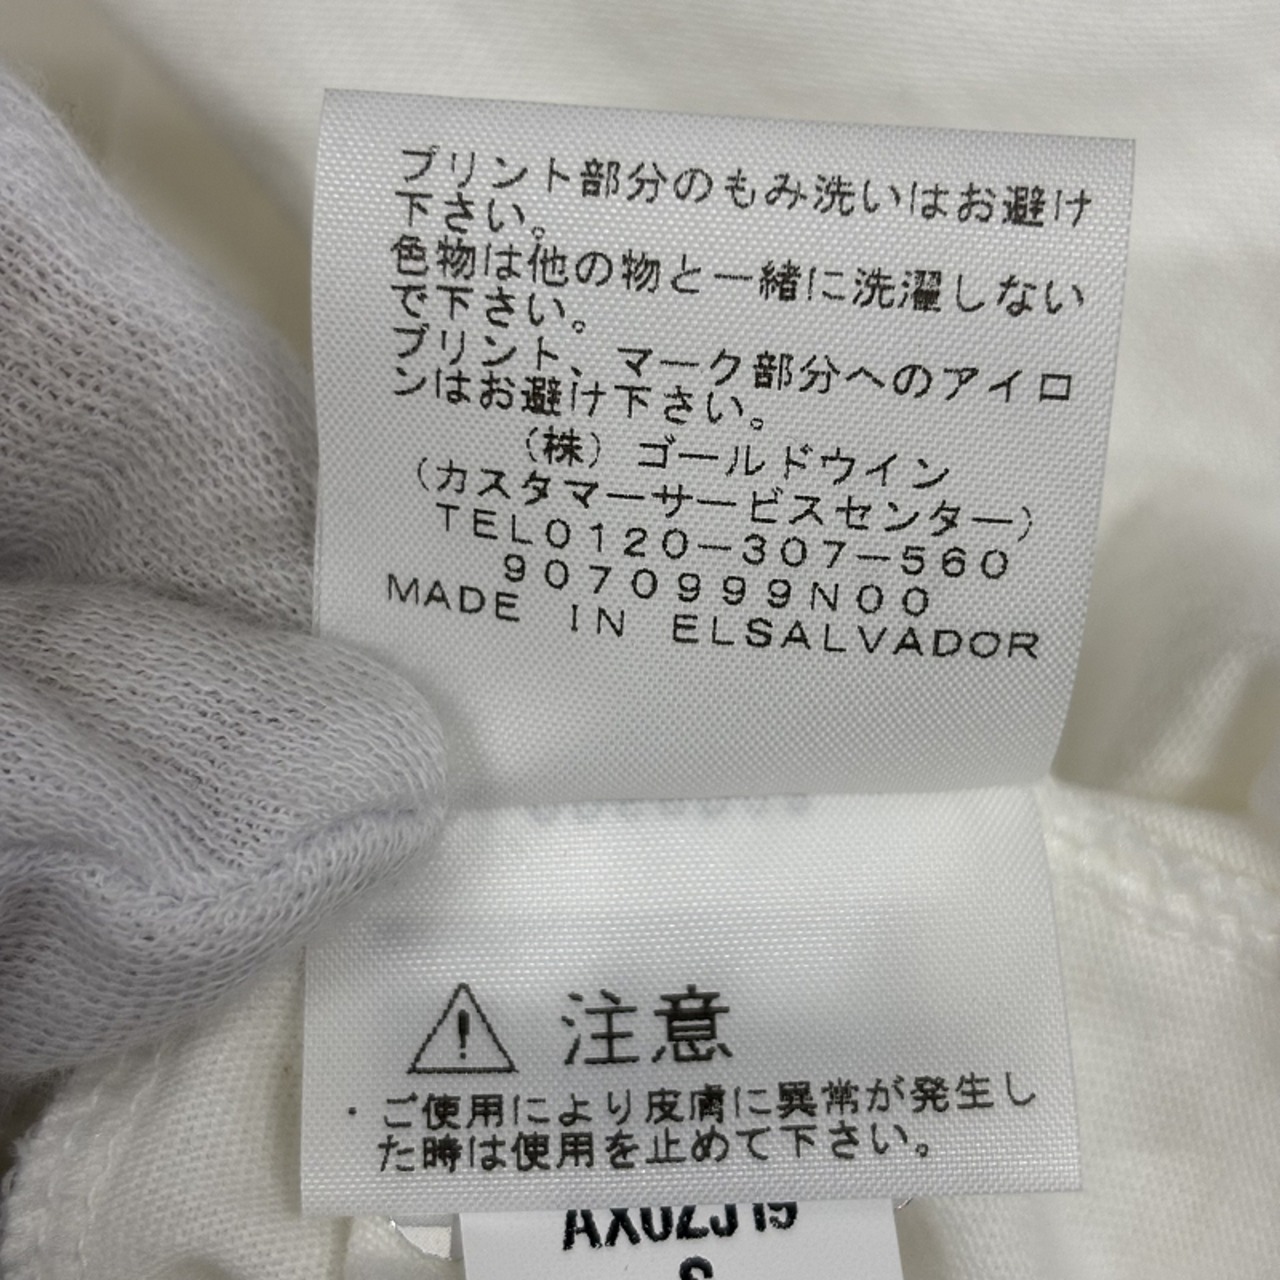 プリント部分のもみ洗いはお避け
下さい。
色物は他の物と一緒に洗濯しない
で下さい。
プリント、マーク部分へのアイロ
ンはお避け下さい。
（株）ゴールドウイン
（カスタマーサービスセンター）
TEL0120-307-560
9070999N00
MADE IN ELSALVADOR
注意
・ご使用により皮膚に異常が発生し
た時は使用を止めて下さい。